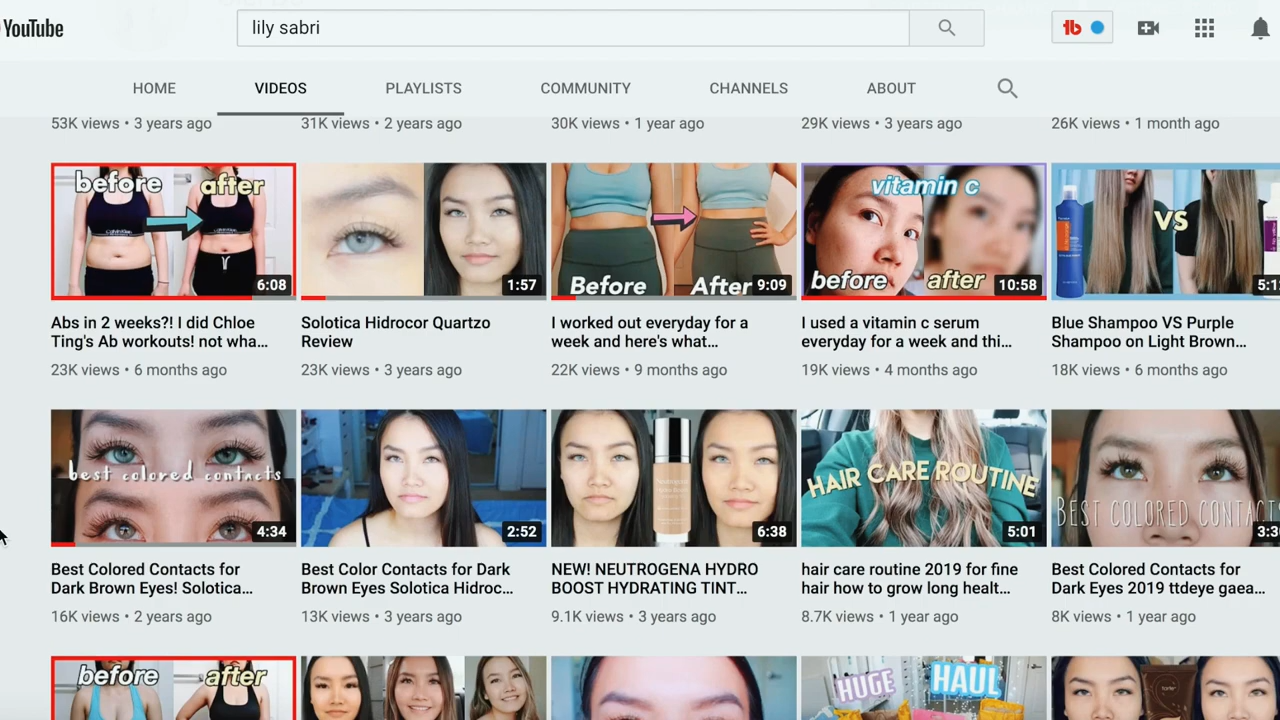 YouTube
lily sabri
HOME VIDEOS PLAYLISTS COMMUNITY CHANNELS ABOUT
53K views • 3 years ago
31K views • 2 years ago
30K views • 1 year ago
29K views • 3 years ago
26K views • 1 month ago
before after
6:08
1:57
Before After
9:09
vitamin c
before after
10:58
VS
5:1
Abs in 2 weeks?! I did Chloe
Ting's Ab workouts! not wha...
23K views • 6 months ago
Solotica Hidrocor Quartzo
Review
23K views • 3 years ago
I worked out everyday for a
week and here's what...
22K views • 9 months ago
I used a vitamin c serum
everyday for a week and thi...
19K views • 4 months ago
Blue Shampoo VS Purple
Shampoo on Light Brown...
18K views • 6 months ago
best colored contacts
4:34
2:52
6:38
HAIR CARE ROUTINE
5:01
BEST COLORED CONTACTS
3:3
Best Colored Contacts for
Dark Brown Eyes! Solotica...
16K views • 2 years ago
Best Color Contacts for Dark
Brown Eyes Solotica Hidroc...
13K views • 3 years ago
NEW! NEUTROGENA HYDRO
BOOST HYDRATING TINT...
9.1K views • 3 years ago
hair care routine 2019 for fine
hair how to grow long healt...
8.7K views • 1 year ago
Best Colored Contacts for
Dark Eyes 2019 ttdeye gaea...
8K views • 1 year ago
before after
HUGE HAUL